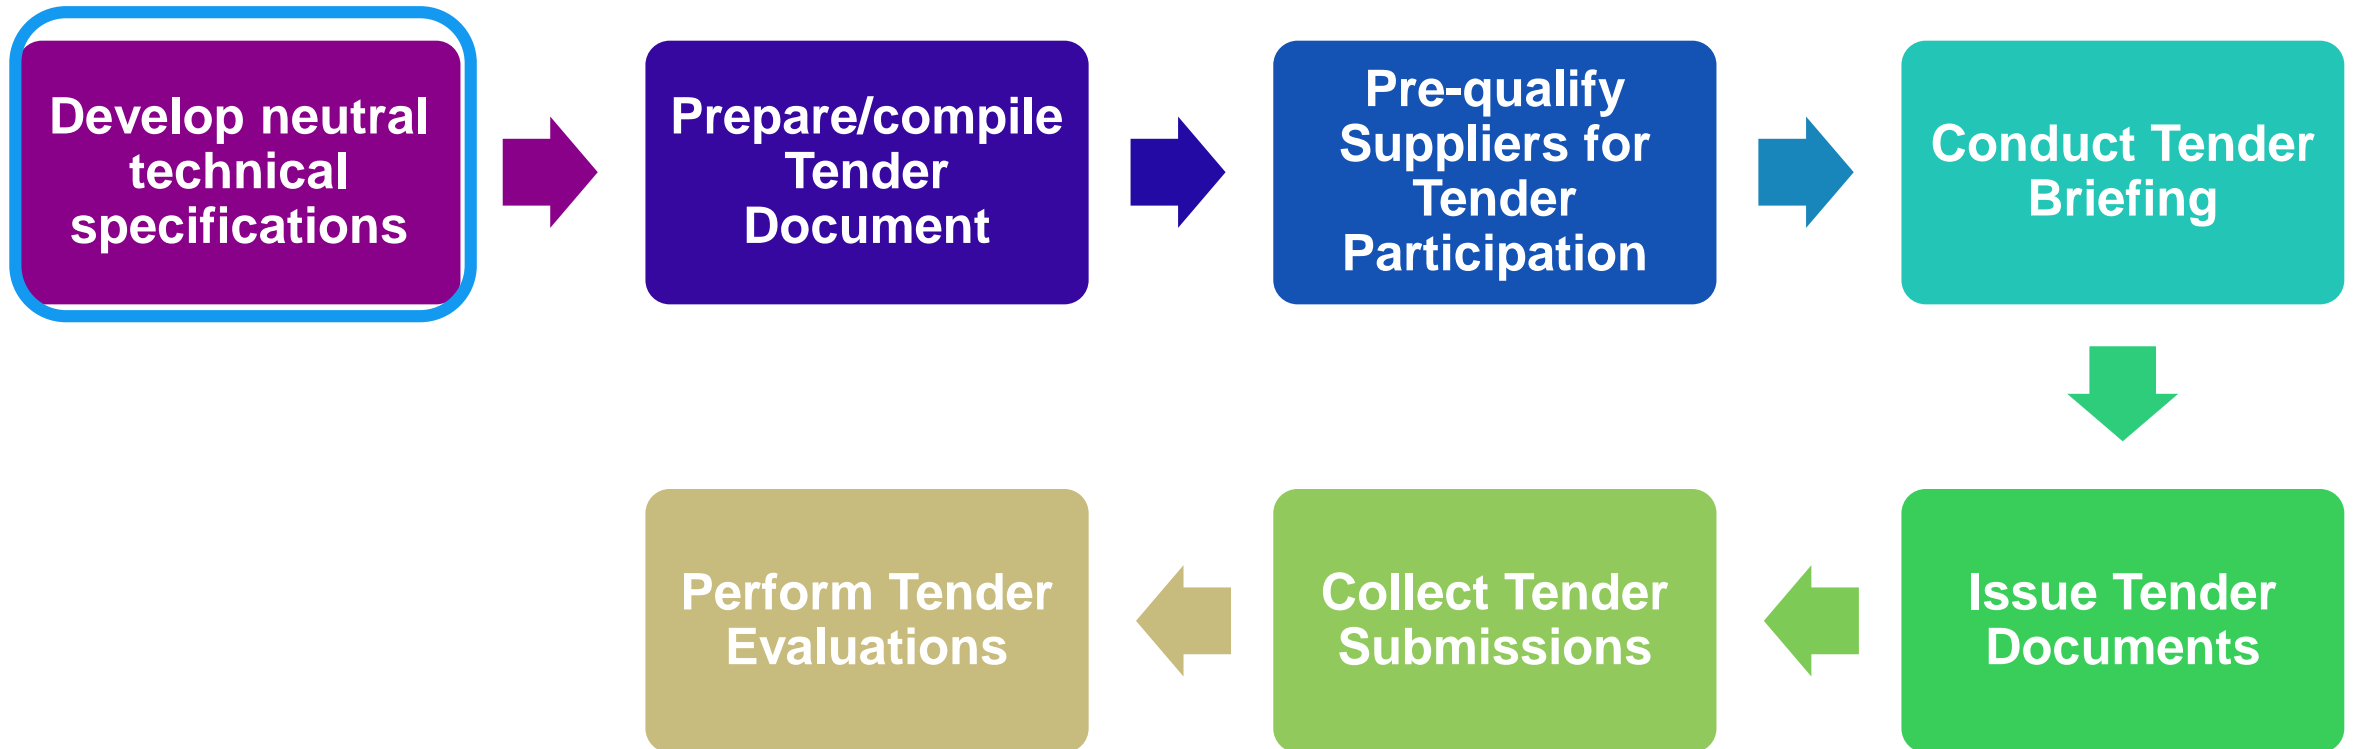 Develop neutral
technical
specifications
Prepare/compile
Tender
Document
Pre-qualify
Suppliers for
Tender
Participation
Conduct Tender
Briefing
Issue Tender
Documents
Collect Tender
Submissions
Perform Tender
Evaluations